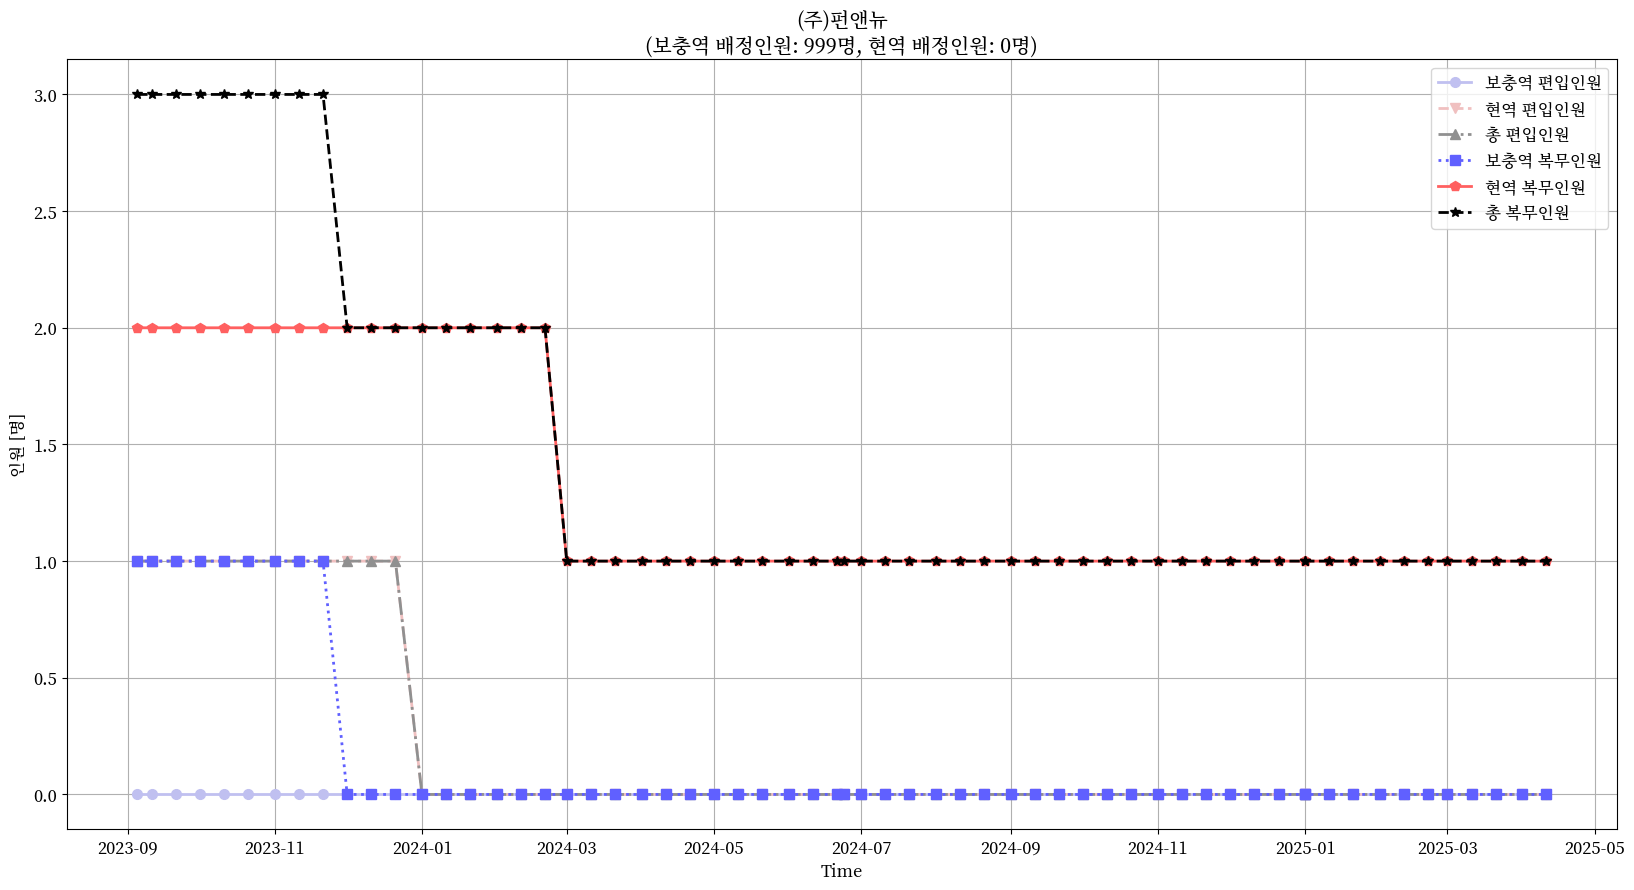 (주)펀앤뉴
(보충역 배정인원: 999명, 현역 배정인원: 0명)
보충역 편입인원
현역 편입인원
총 편입인원
보충역 복무인원
현역 복무인원
총 복무인원
3.0
2.5
2.0
1.5
1.0
0.5
0.0
인원 [명]
2023-09 2023-11 2024-01 2024-03 2024-05 2024-07 2024-09 2024-11 2025-01 2025-03 2025-05
Time